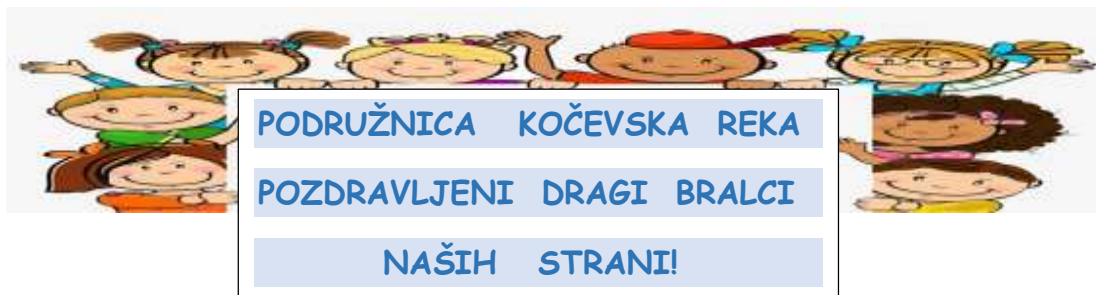 PODRUŽNICA KOČEVSKA REKA
POZDRAVLJENI DRAGI BRALCI
NAŠIH STRANI!